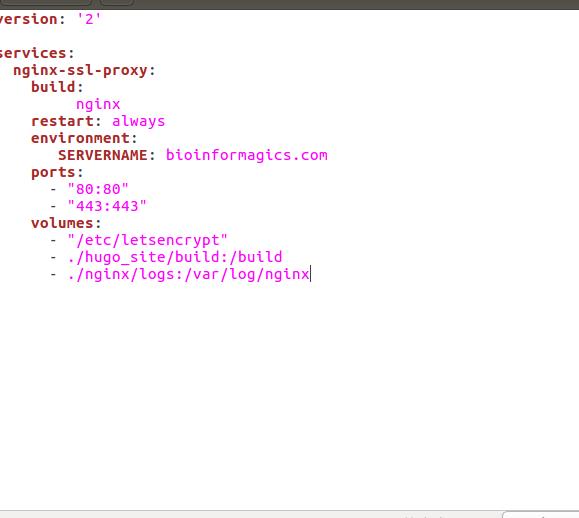 version: '2'
services:
nginx-ssl-proxy:
build:
nginx
restart: always
environment:
SERVERNAME: bioinformagics.com
ports:
- "80:80"
- "443:443"
volumes:
- "/etc/letsencrypt"
- ./hugo_site/build:/build
- ./nginx/logs:/var/log/nginx